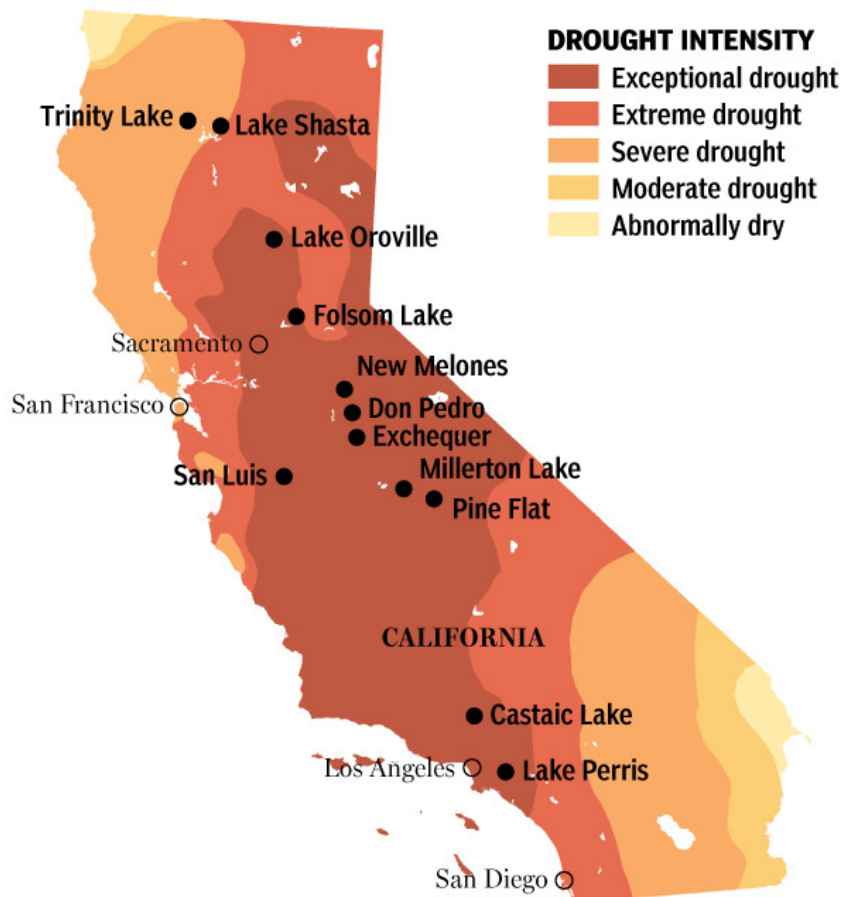 DROUGHT INTENSITY
Exceptional drought
Extreme drought
Severe drought
Moderate drought
Abnormally dry
Trinity Lake
Lake Shasta
Lake Oroville
Folsom Lake
Sacramento
New Melones
San Francisco
Don Pedro
Exchequer
San Luis
Millerton Lake
Pine Flat
CALIFORNIA
Castaic Lake
Los Angeles
Lake Perris
San Diego